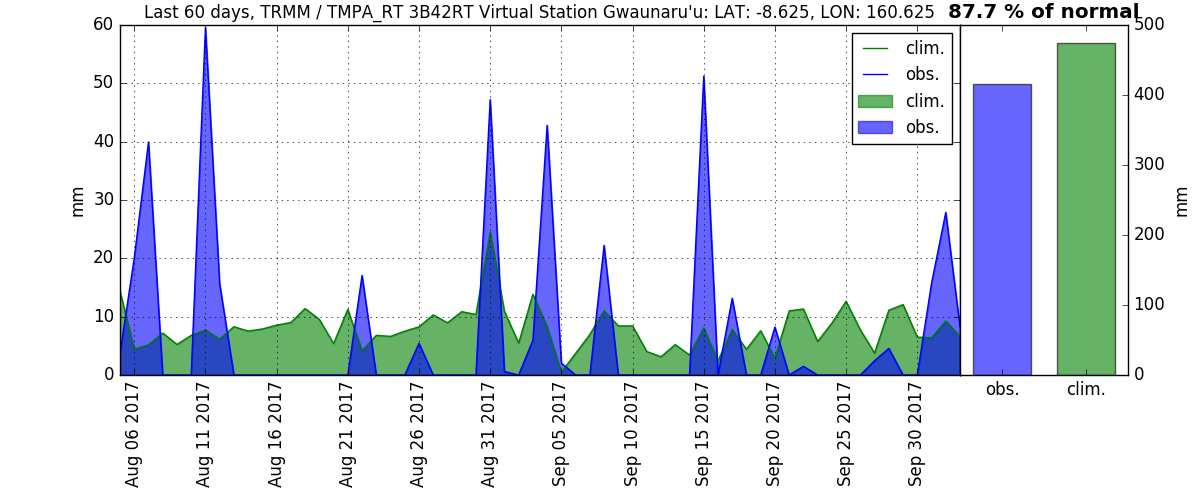 Last 60 days, TRMM / TMPA_RT 3B42RT Virtual Station Gwaunaru'u: LAT: -8.625, LON: 160.625 87.7 % of normal
60
50
40
30
20
10
0
mm
clim.
obs.
clim.
obs.
500
400
300
200
100
0
mm
obs.
clim.
Aug 06 2017
Aug 11 2017
Aug 16 2017
Aug 21 2017
Aug 26 2017
Aug 31 2017
Sep 05 2017
Sep 10 2017
Sep 15 2017
Sep 20 2017
Sep 25 2017
Sep 30 2017